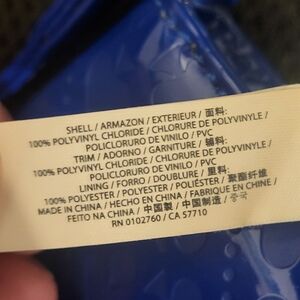 SHELL / ARMAZON / EXTERIEUR / 面料:
100% POLYVINYL CHLORIDE / CHLORURE DE POLYVINYLE /
POLICLORURO DE VINILO / PVC
TRIM / ADORNO / GARNITURE / 辅料:
100% POLYVINYL CHLORIDE / CHLORURE DE POLYVINYLE /
POLICLORURO DE VINILO / PVC
LINING / FORRO / DOUBLURE / 里料:
100% POLYESTER / POLYESTER / POLIÉSTER / 聚酯纤维
MADE IN CHINA / HECHO EN CHINA / FABRIQUE EN CHINE /
FEITO NA CHINA / 中国製 / 中国制造 / 중국
RN 0102760 / CA 57710